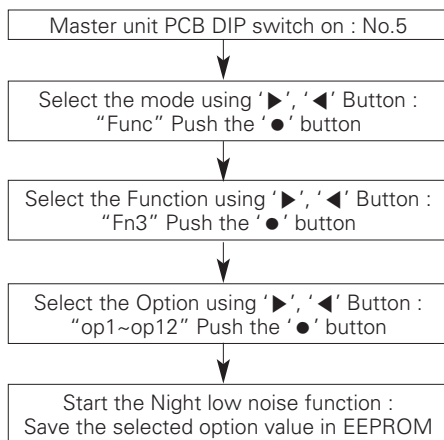 Master unit PCB DIP switch on : No.5
Select the mode using ‘▶’, ‘◀’ Button :
“Func” Push the ‘●’ button
Select the Function using ‘▶’, ‘◀’ Button :
“Fn3” Push the ‘●’ button
Select the Option using ‘▶’, ‘◀’ Button :
“op1~op12” Push the ‘●’ button
Start the Night low noise function :
Save the selected option value in EEPROM